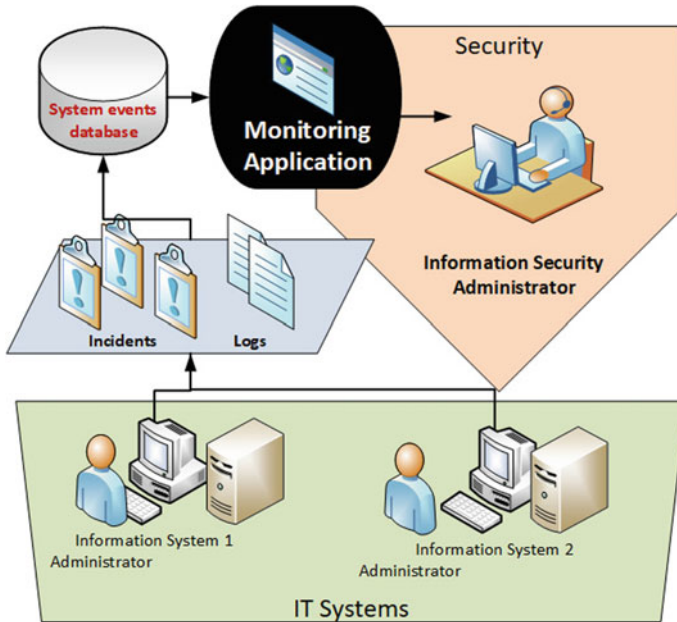 Security
System events
database
Monitoring
Application
Information Security
Administrator
Incidents
Logs
Information System 1
Administrator
Information System 2
Administrator
IT Systems